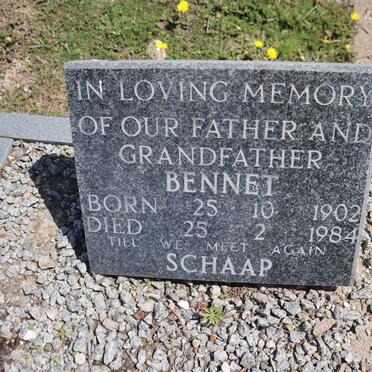 IN LOVING MEMORY
OF OUR FATHER AND
GRANDFATHER
BENNET
BORN 25 10 1902
DIED 25 2 1984
TILL WE MEET AGAIN
SCHAAP